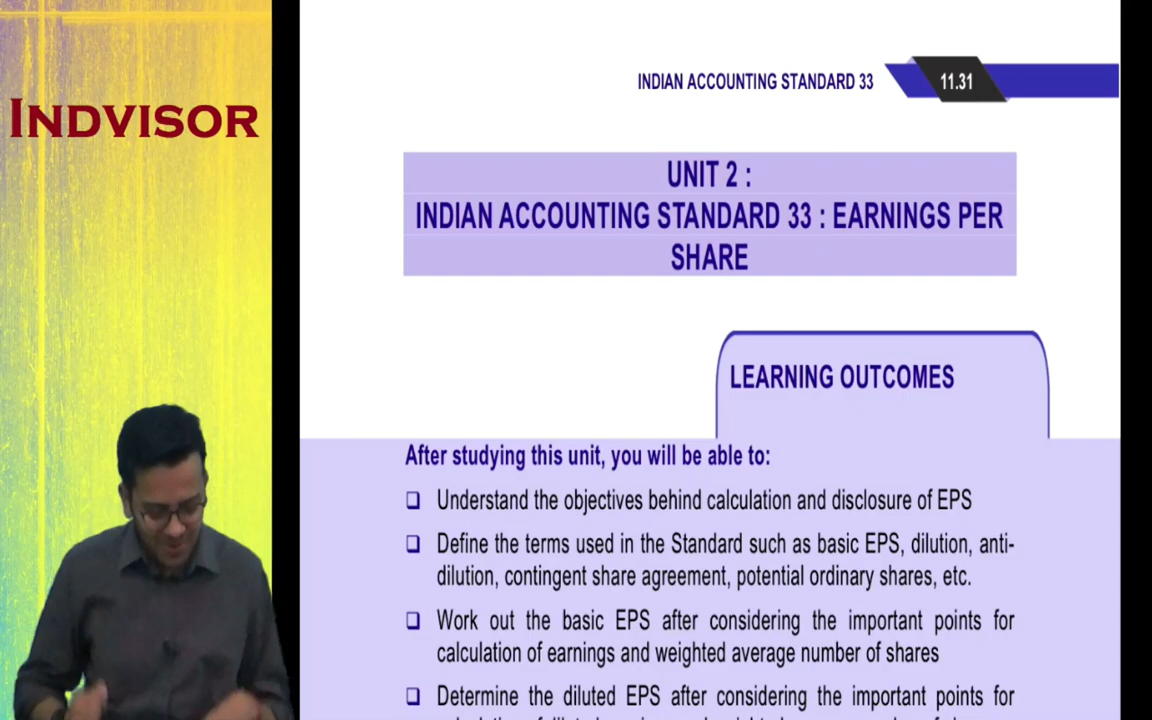 INDVISOR
INDIAN ACCOUNTING STANDARD 33
11.31
UNIT 2 :
INDIAN ACCOUNTING STANDARD 33 : EARNINGS PER
SHARE
LEARNING OUTCOMES
After studying this unit, you will be able to:
❑ Understand the objectives behind calculation and disclosure of EPS
❑ Define the terms used in the Standard such as basic EPS, dilution, anti-
dilution, contingent share agreement, potential ordinary shares, etc.
❑ Work out the basic EPS after considering the important points for
calculation of earnings and weighted average number of shares
❑ Determine the diluted EPS after considering the important points for